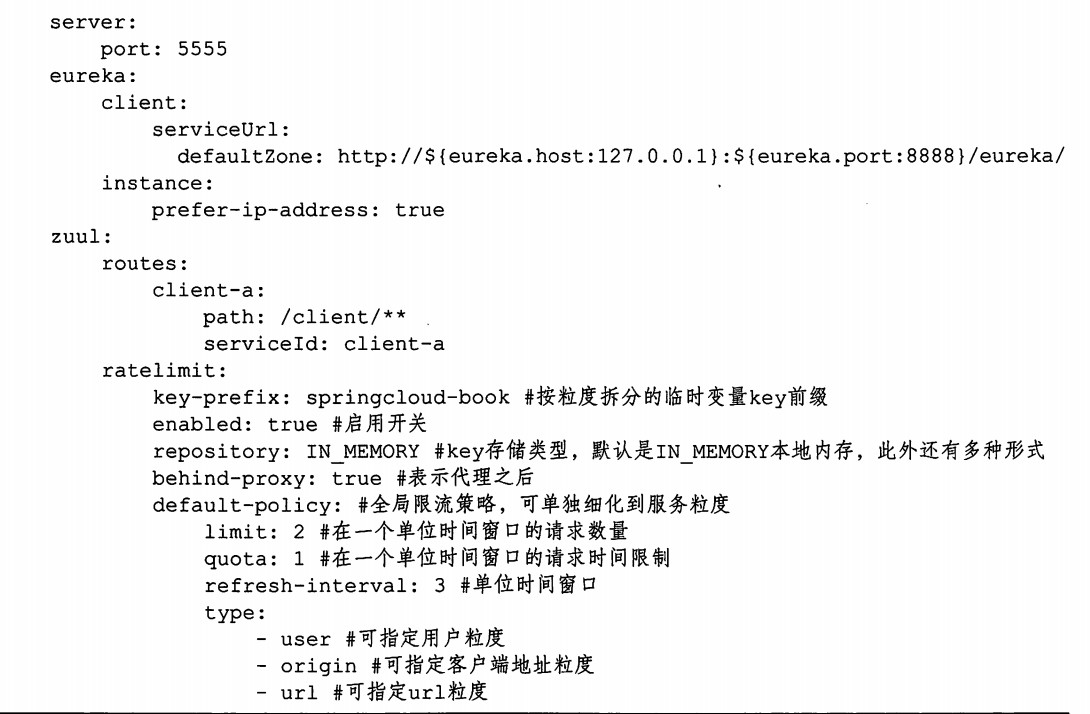 server:
    port: 5555
eureka:
    client:
        serviceUrl:
          defaultZone: http://${eureka.host:127.0.0.1}:${eureka.port:8888}/eureka/
    instance:
        prefer-ip-address: true
zuul:
    routes:
        client-a:
            path: /client/**
            serviceId: client-a
    ratelimit:
        key-prefix: springcloud-book #按粒度拆分的临时变量key前缀
        enabled: true #启用开关
        repository: IN_MEMORY #key存储类型，默认是IN_MEMORY本地内存，此外还有多种形式
        behind-proxy: true #表示代理之后
        default-policy: #全局限流策略，可单独细化到服务粒度
            limit: 2 #在一个单位时间窗口的请求数量
            quota: 1 #在一个单位时间窗口的请求时间限制
            refresh-interval: 3 #单位时间窗口
            type:
                - user #可指定用户粒度
                - origin #可指定客户端地址粒度
                - url #可指定url粒度